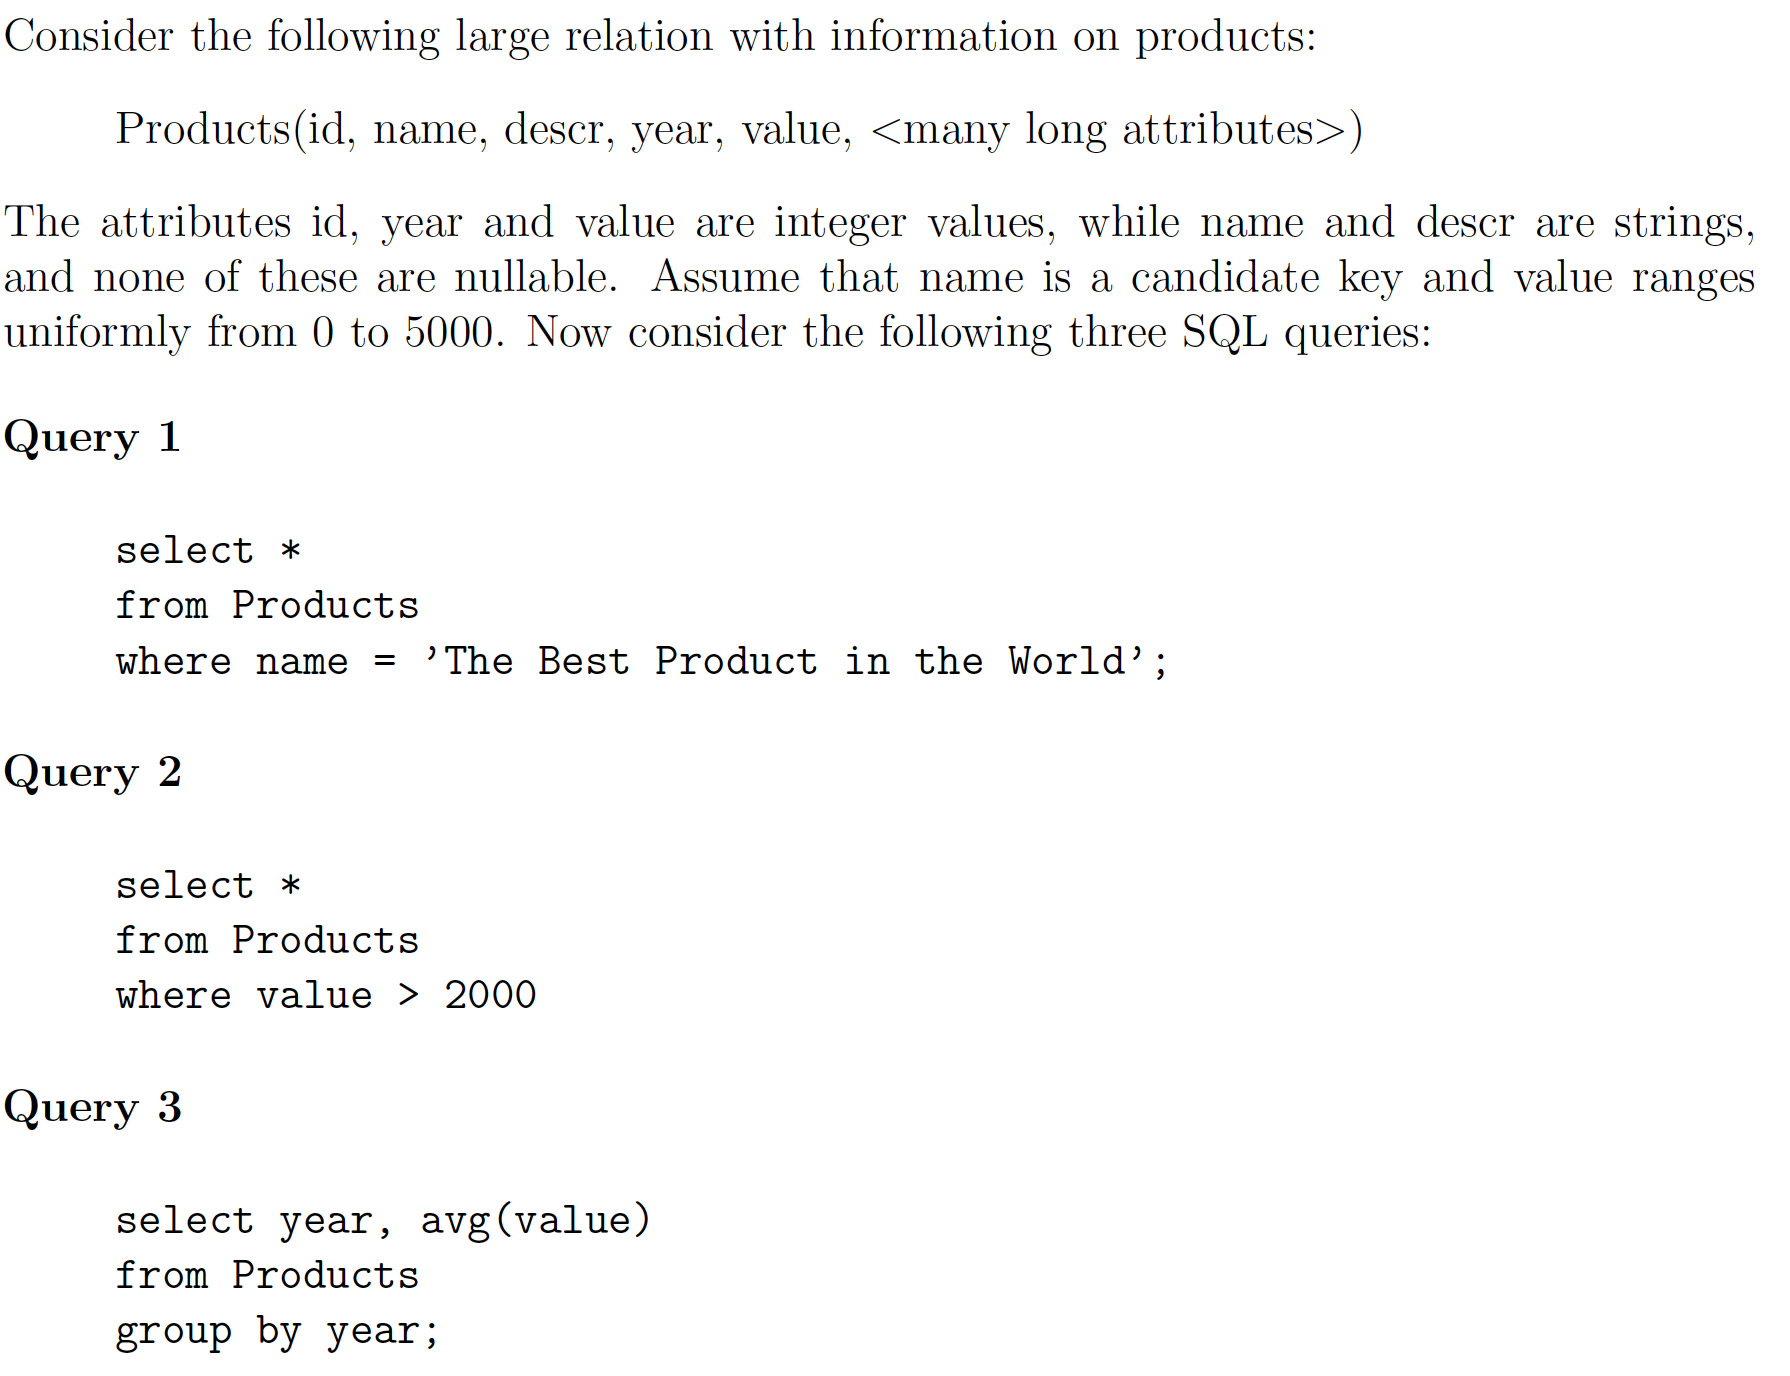 Consider the following large relation with information on products:
Products(id, name, descr, year, value, <many long attributes>)
The attributes id, year and value are integer values, while name and descr are strings,
and none of these are nullable. Assume that name is a candidate key and value ranges
uniformly from 0 to 5000. Now consider the following three SQL queries:
Query 1
select *
from Products
where name = ’The Best Product in the World’;
Query 2
select *
from Products
where value > 2000
Query 3
select year, avg(value)
from Products
group by year;